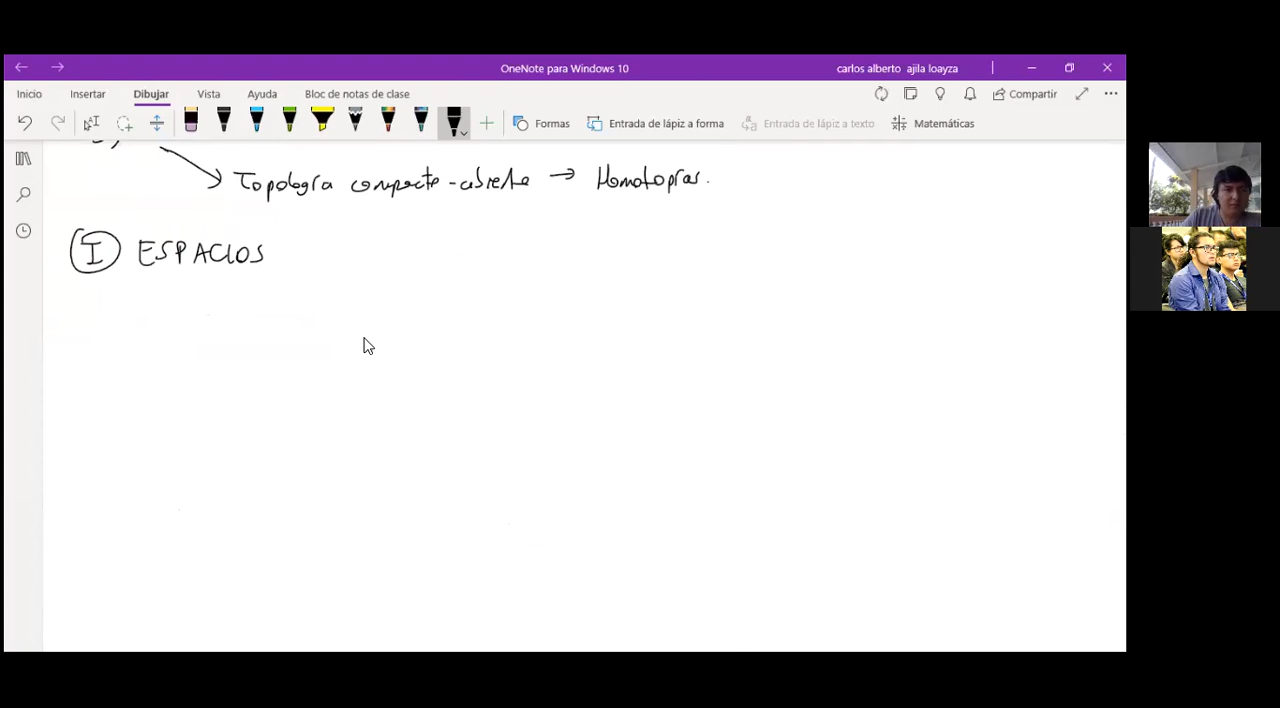 OneNote para Windows 10
carlos alberto ajila loayza
Inicio Insertar Dibujar Vista Ayuda Bloc de notas de clase
Compartir
Formas Entrada de lápiz a forma Entrada de lápiz a texto Matemáticas
Topología compacto-abierta → Homotopías.
I ESPACIOS